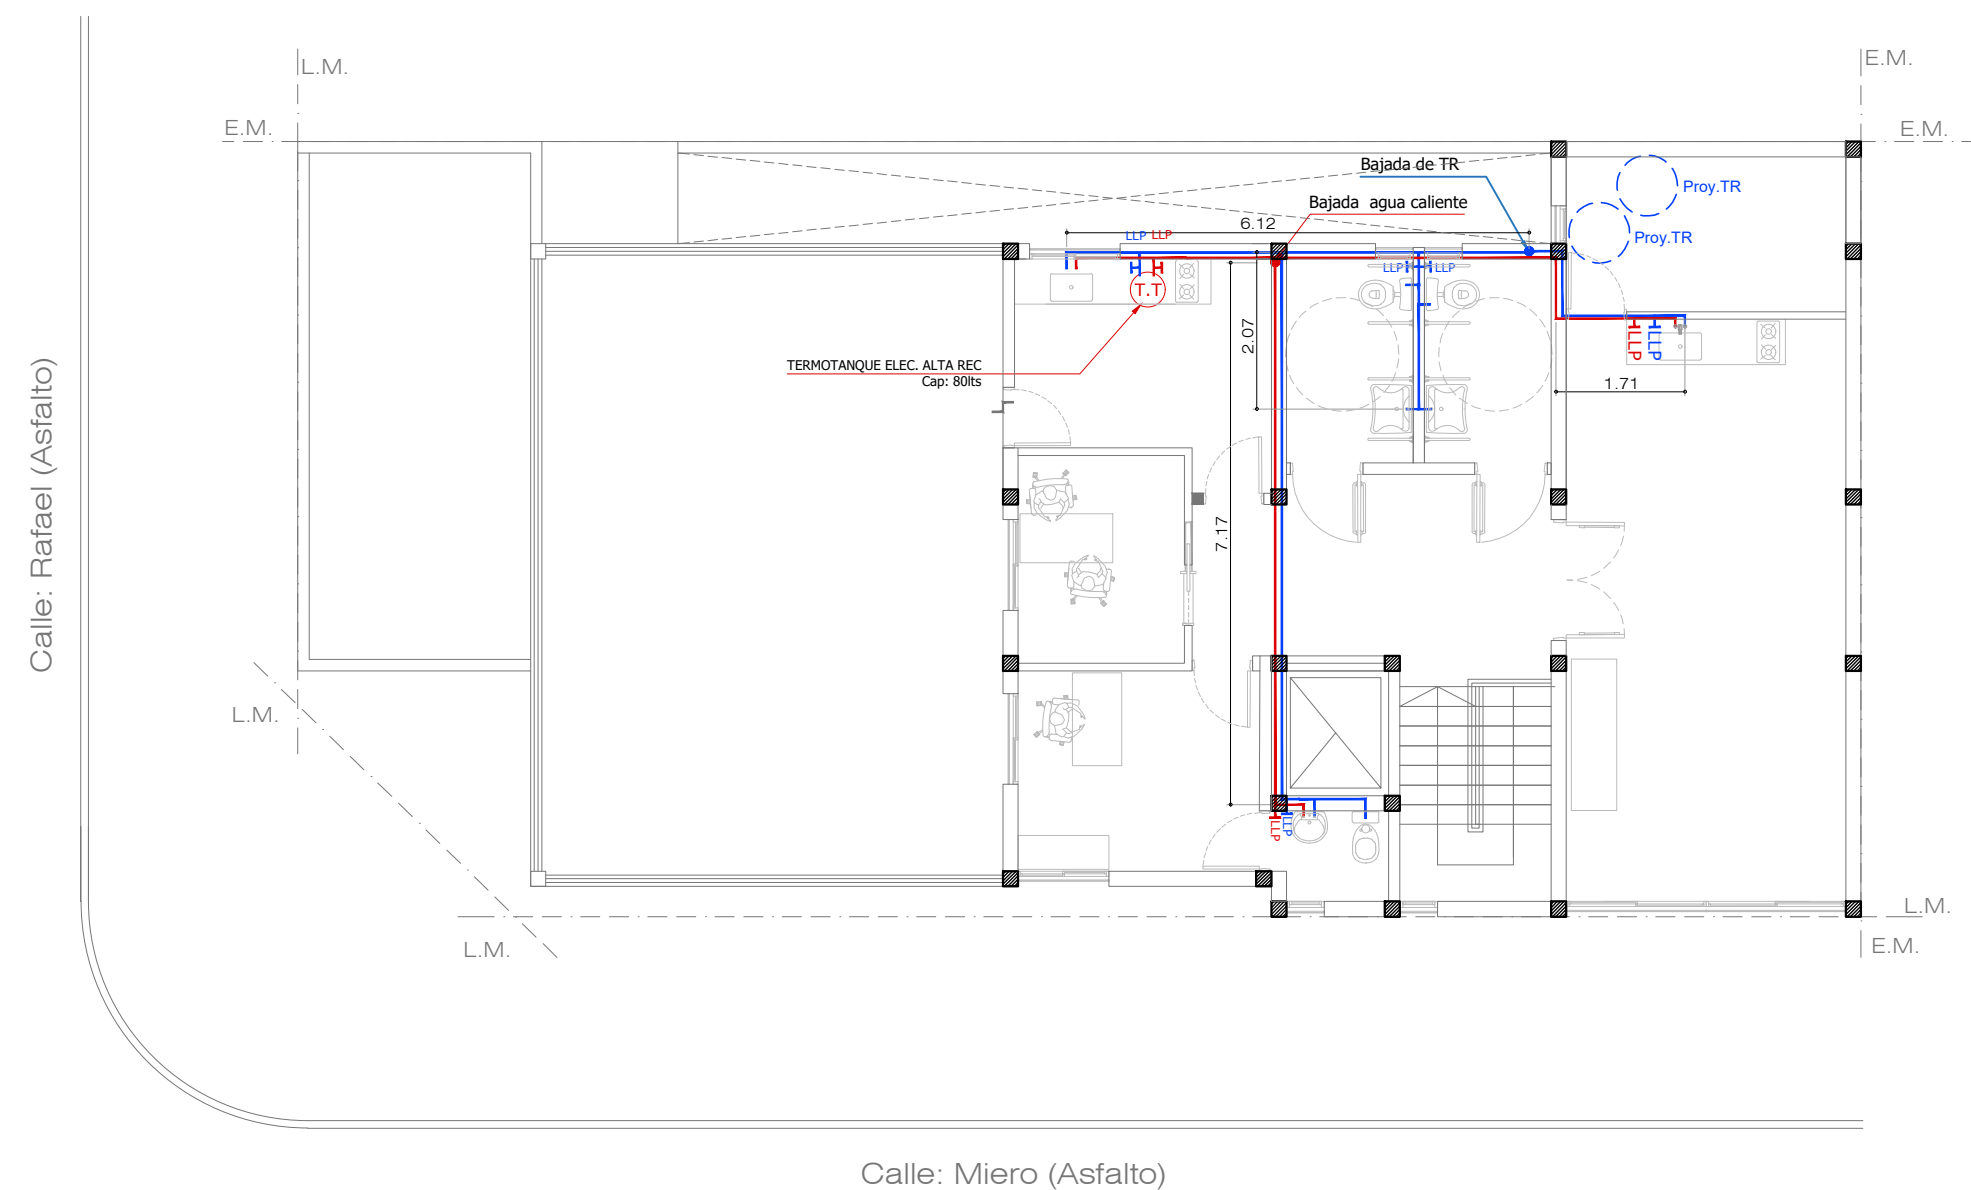 L.M.
E.M.
E.M.
E.M.
Bajada de TR
Proy.TR
Bajada agua caliente
6.12
LLP
LLP
Proy.TR
LLP
LLP
T.T
2.07
LLP
LLP
TERMOTANQUE ELEC. ALTA REC
Cap: 80lts
1.71
Calle: Rafael (Asfalto)
7.17
L.M.
LLP
LLP
L.M.
L.M.
E.M.
Calle: Miero (Asfalto)